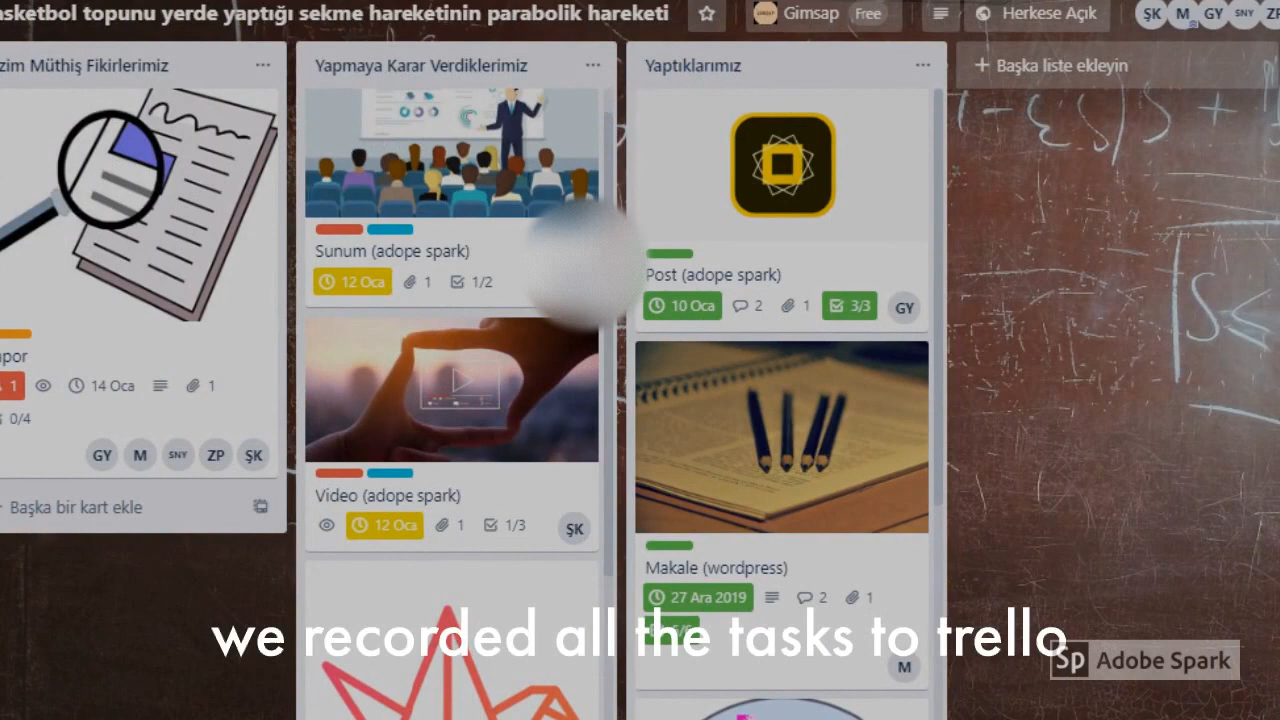 asketbol topunu yerde yaptığı sekme hareketinin parabolik hareketi
Gimsap
Free
Herkese Açık
ŞK
M
GY
SNY
ZP
zim Müthiş Fikirlerimiz
por
1
14 Oca
1
0/4
GY
M
SNY
ZP
ŞK
Başka bir kart ekle
Yapmaya Karar Verdiklerimiz
Sunum (adope spark)
12 Oca
1
1/2
Video (adope spark)
12 Oca
1
1/3
ŞK
Yaptıklarımız
Post (adope spark)
10 Oca
2
1
3/3
GY
Makale (wordpress)
27 Ara 2019
2
1
M
+ Başka liste ekleyin
we recorded all the tasks to trello
Sp Adobe Spark